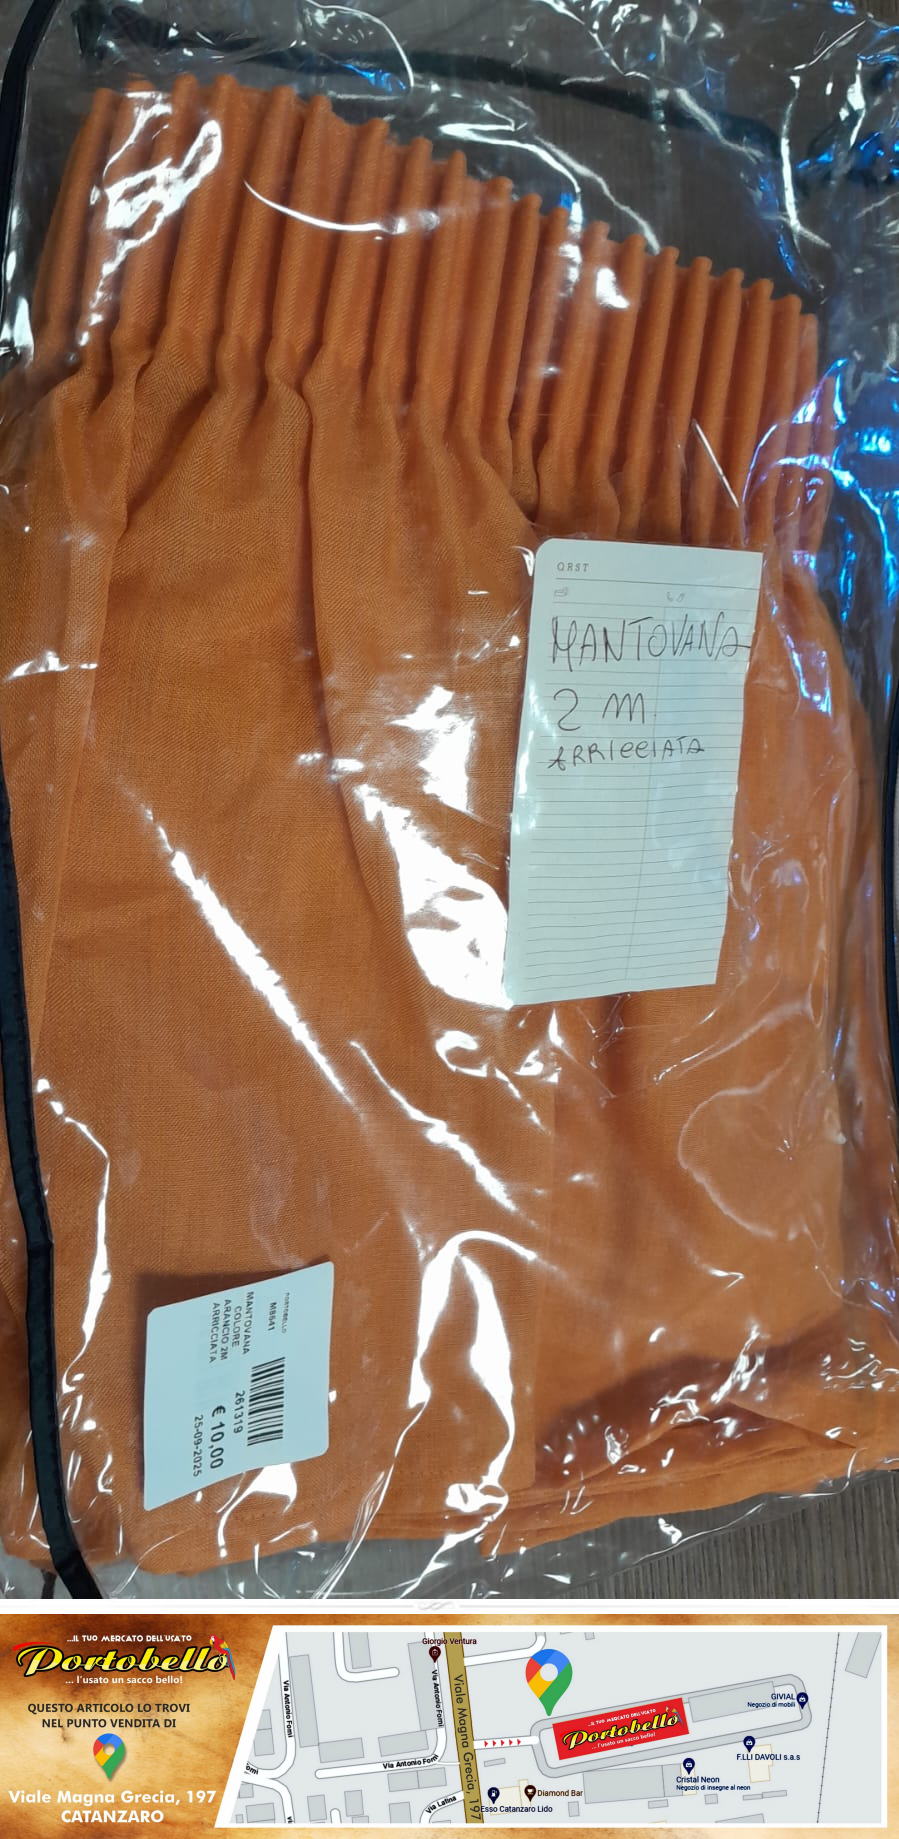 QRST
MANTOVANA
2 M
ARRICCIATA
PORTOBELLO
M8541
MANTOVANA
COLORE
ARANCIO 2M
ARRICCIATA
261319
€ 10,00
25-09-2025
...IL TUO MERCATO DELL'USATO
Portobello
... l'usato un sacco bello!
QUESTO ARTICOLO LO TROVI
NEL PUNTO VENDITA DI
Viale Magna Grecia, 197
CATANZARO
Giorgio Ventura
Via Antonio Forni
Via Antonio Forni
Viale Magna Grecia, 197
Via Antonio Forni
orni
Via Latina
Vi
...IL TUO MERCATO DELL'USATO
Portobello
... l'usato un sacco bello!
GIVIAL
Negozio di mobili
F.LLI DAVOLI s.a.s
Cristal Neon
Negozio di insegne al neon
Diamond Bar
Esso Catanzaro Lido